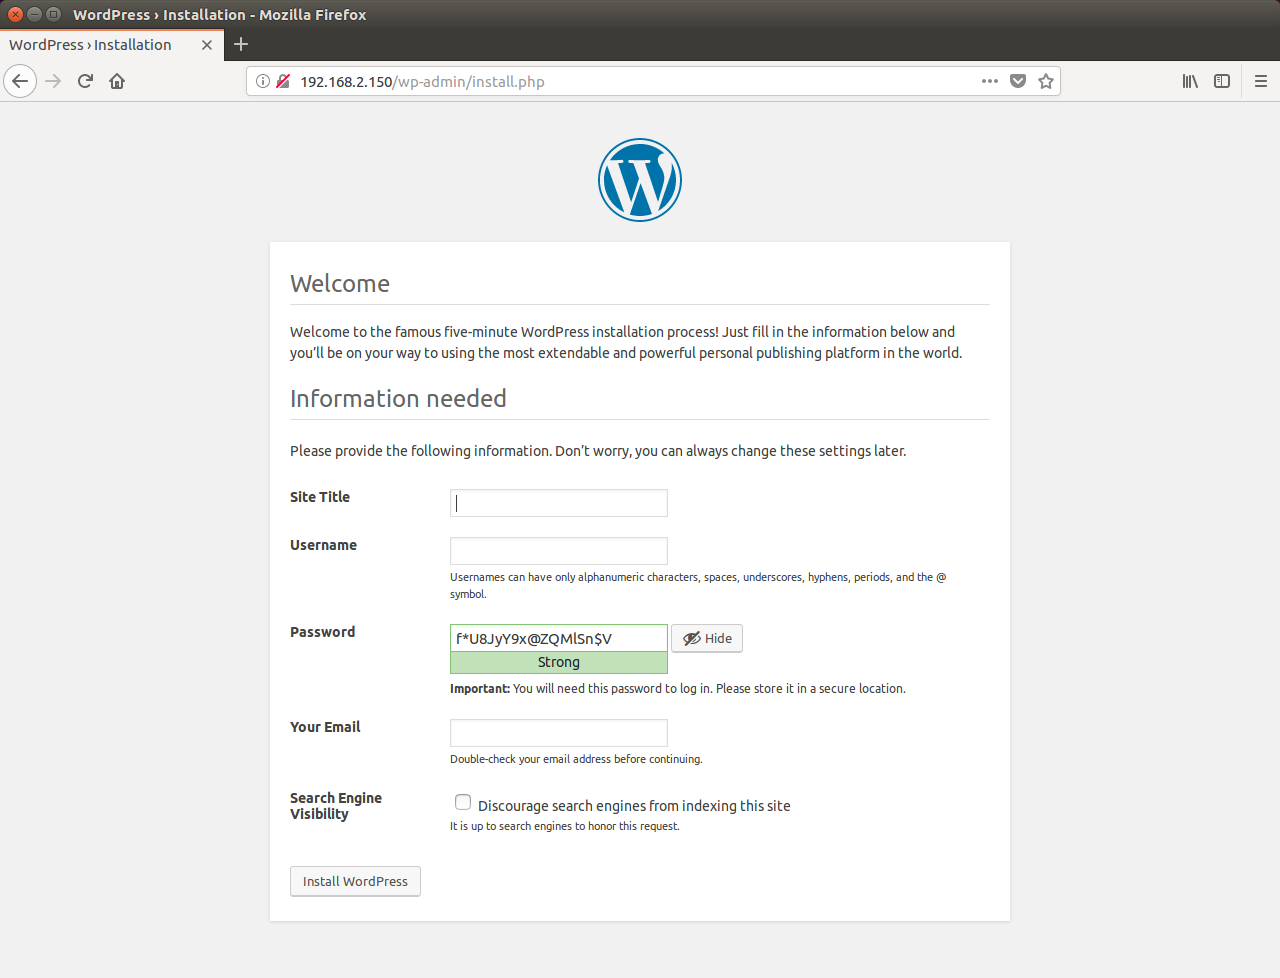 WordPress › Installation - Mozilla Firefox
WordPress › Installation
192.168.2.150/wp-admin/install.php
Welcome
Welcome to the famous five-minute WordPress installation process! Just fill in the information below and
you’ll be on your way to using the most extendable and powerful personal publishing platform in the world.
Information needed
Please provide the following information. Don’t worry, you can always change these settings later.
Site Title
Username
Usernames can have only alphanumeric characters, spaces, underscores, hyphens, periods, and the @
symbol.
Password
f*U8JyY9x@ZQMlSn$V
Hide
Strong
Important: You will need this password to log in. Please store it in a secure location.
Your Email
Double-check your email address before continuing.
Search Engine
Visibility
Discourage search engines from indexing this site
It is up to search engines to honor this request.
Install WordPress